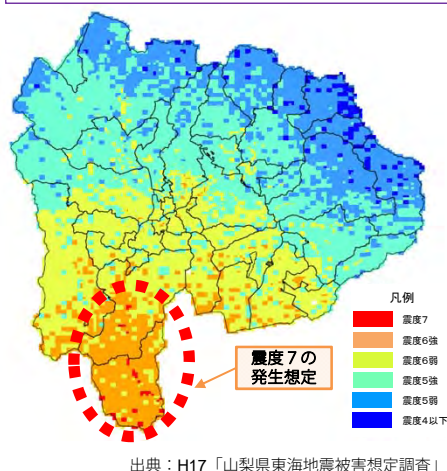 震度７の
発生想定
凡例
震度7
震度6強
震度6弱
震度5強
震度5弱
震度4以下
出典：H17「山梨県東海地震被害想定調査」